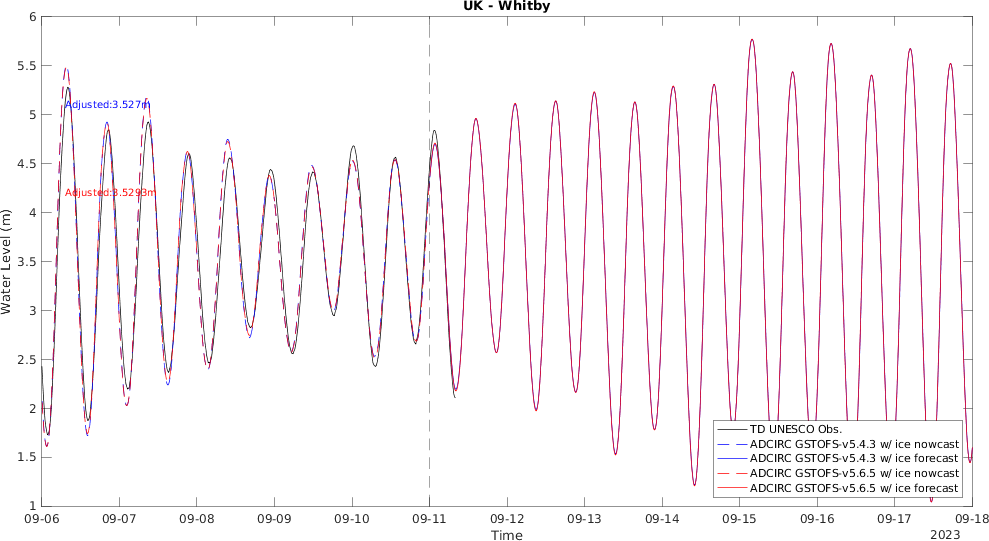 UK - Whitby
6
5.5
5
4.5
4
3.5
3
2.5
2
1.5
1
Water Level (m)
Adjusted:3.527m
Adjusted:3.5293m
TD UNESCO Obs.
ADCIRC GSTOFS-v5.4.3 w/ ice nowcast
ADCIRC GSTOFS-v5.4.3 w/ ice forecast
ADCIRC GSTOFS-v5.6.5 w/ ice nowcast
ADCIRC GSTOFS-v5.6.5 w/ ice forecast
09-06 09-07 09-08 09-09 09-10 09-11 09-12 09-13 09-14 09-15 09-16 09-17 09-18
Time
2023